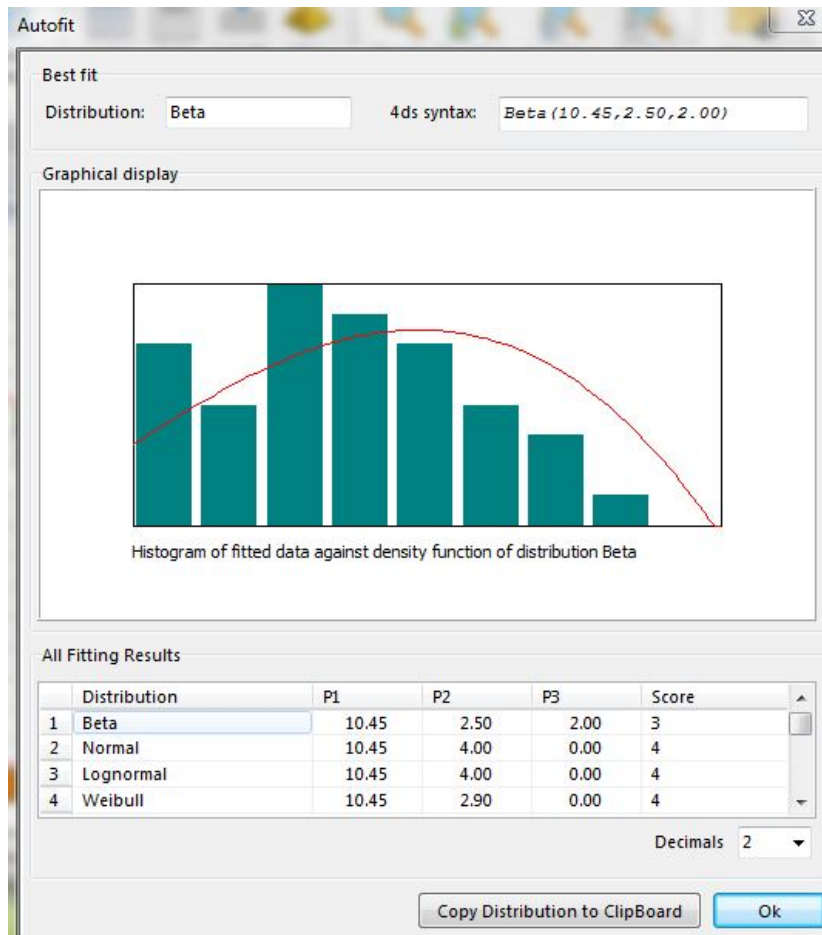 Autofit
Best fit
Distribution: Beta 4ds syntax: Beta(10.45,2.50,2.00)
Graphical display
Histogram of fitted data against density function of distribution Beta
All Fitting Results
Distribution P1 P2 P3 Score
1 Beta 10.45 2.50 2.00 3
2 Normal 10.45 4.00 0.00 4
3 Lognormal 10.45 4.00 0.00 4
4 Weibull 10.45 2.90 0.00 4
Decimals 2
Copy Distribution to ClipBoard Ok